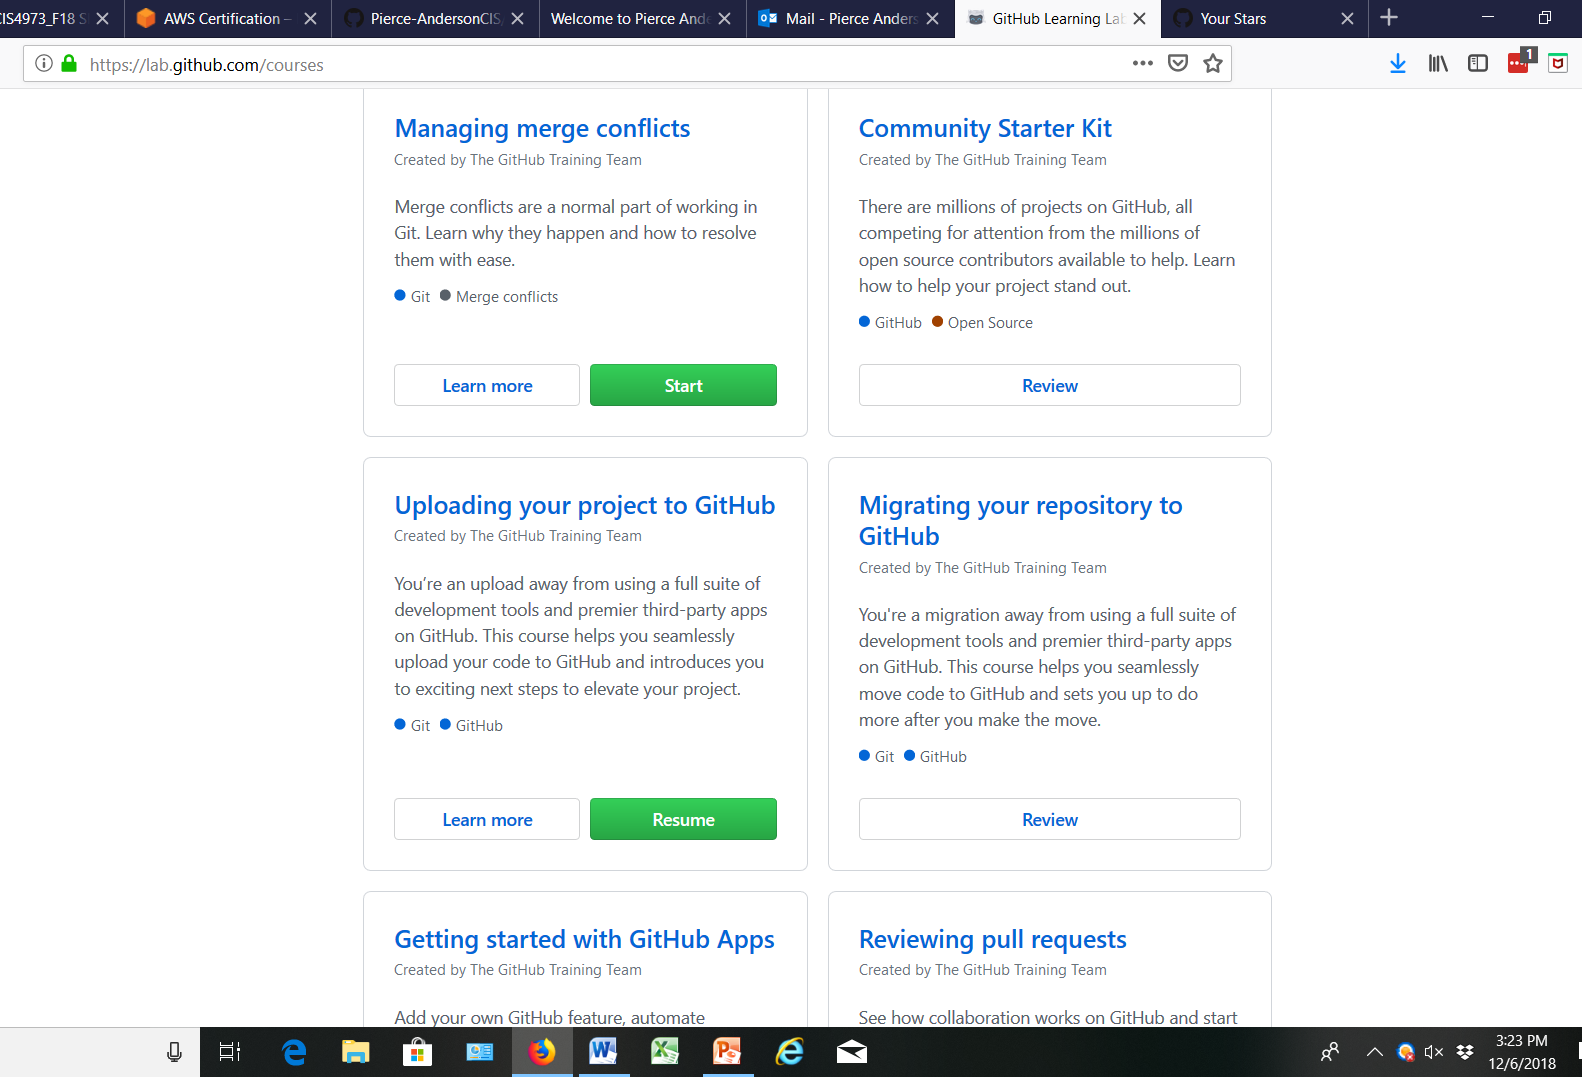 CIS4973_F18 S
AWS Certification –
Pierce-AndersonCIS
Welcome to Pierce Ande
Mail - Pierce Anders
GitHub Learning Lab
Your Stars
https://lab.github.com/courses
1
Managing merge conflicts
Created by The GitHub Training Team
Merge conflicts are a normal part of working in
Git. Learn why they happen and how to resolve
them with ease.
Git Merge conflicts
Learn more
Start
Community Starter Kit
Created by The GitHub Training Team
There are millions of projects on GitHub, all
competing for attention from the millions of
open source contributors available to help. Learn
how to help your project stand out.
GitHub Open Source
Review
Uploading your project to GitHub
Created by The GitHub Training Team
You’re an upload away from using a full suite of
development tools and premier third-party apps
on GitHub. This course helps you seamlessly
upload your code to GitHub and introduces you
to exciting next steps to elevate your project.
Git GitHub
Learn more
Resume
Migrating your repository to
GitHub
Created by The GitHub Training Team
You're a migration away from using a full suite of
development tools and premier third-party apps
on GitHub. This course helps you seamlessly
move code to GitHub and sets you up to do
more after you make the move.
Git GitHub
Review
Getting started with GitHub Apps
Created by The GitHub Training Team
Add your own GitHub feature, automate
Reviewing pull requests
Created by The GitHub Training Team
See how collaboration works on GitHub and start
3:23 PM
12/6/2018